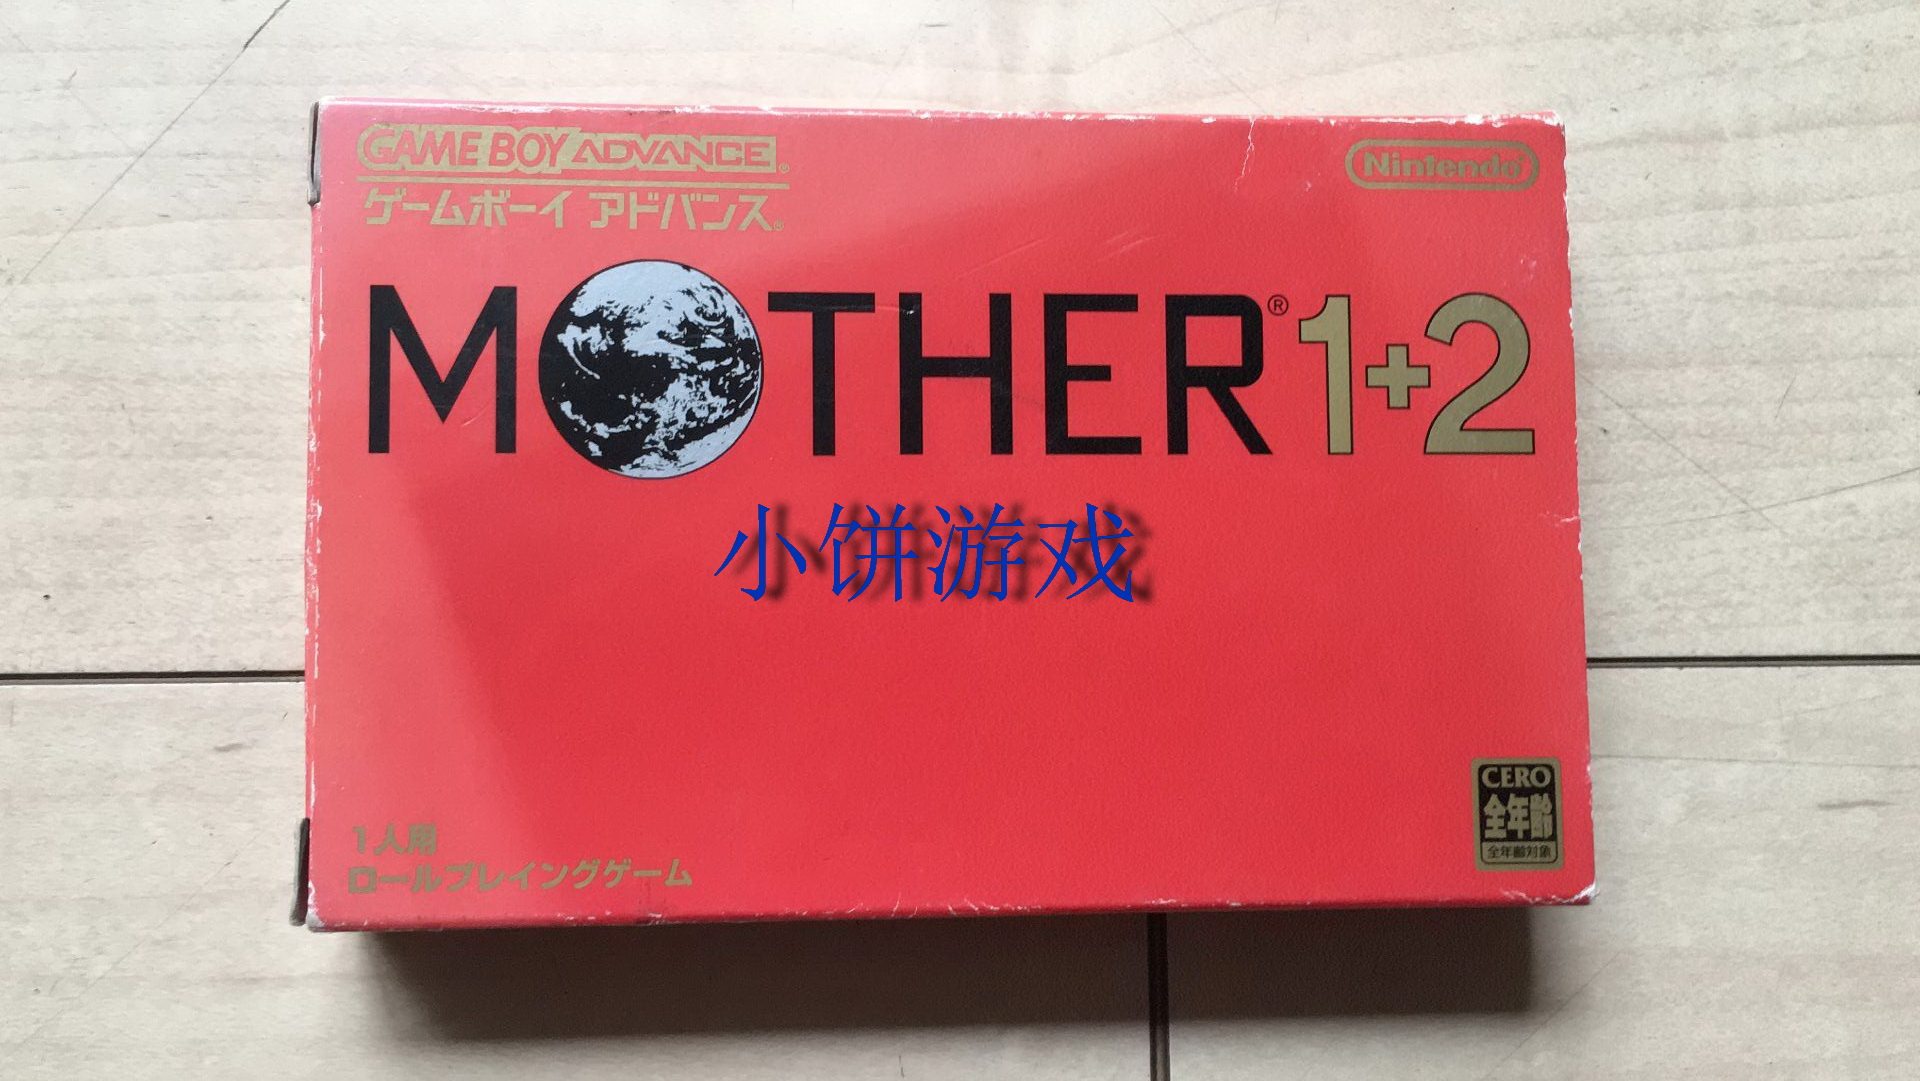 GAME BOY ADVANCE®
ゲームボーイ アドバンス®
Nintendo®
MOTHER® 1+2
小饼游戏
1人用
ロールプレイングゲーム
CERO
全年齢
全年齢対象